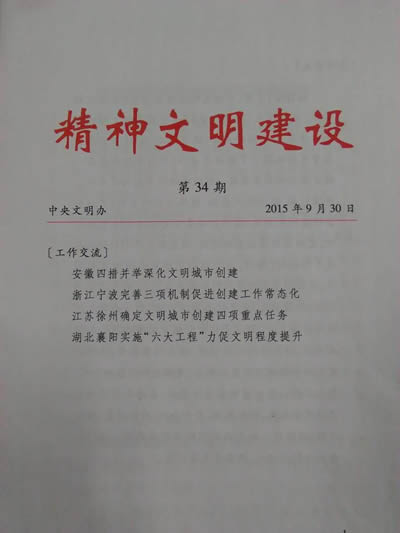 精神文明建设
第34期
中央文明办 2015年9月30日
〔工作交流〕
安徽四措并举深化文明城市创建
浙江宁波完善三项机制促进创建工作常态化
江苏徐州确定文明城市创建四项重点任务
湖北襄阳实施“六大工程”力促文明程度提升